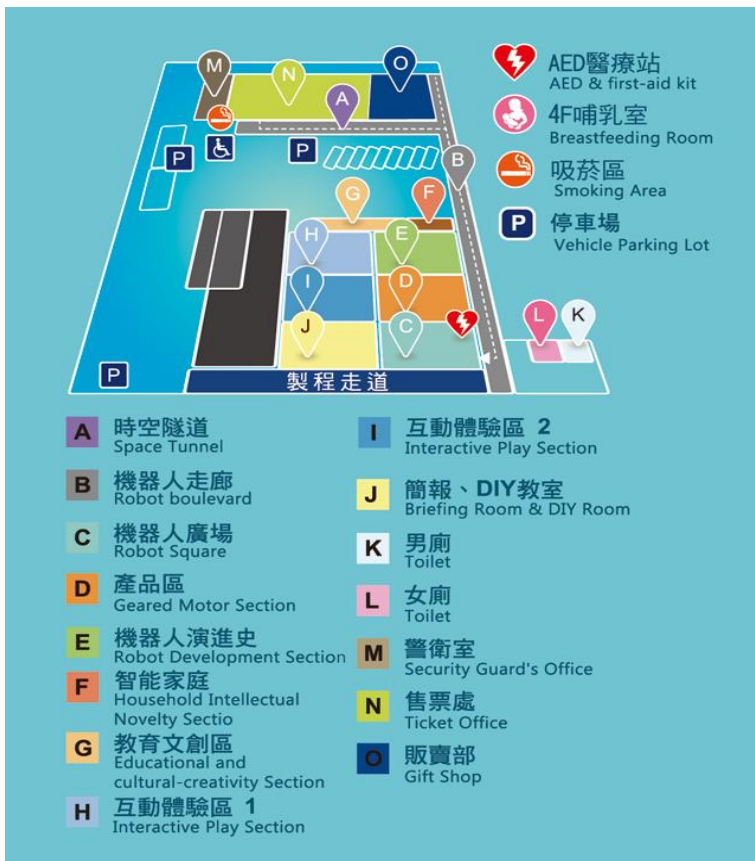 M
N
O
A
P
P
B
G
F
H
E
I
D
J
C
L
K
P
製程走道
AED醫療站
AED & first-aid kit
4F哺乳室
Breastfeeding Room
吸菸區
Smoking Area
P 停車場
Vehicle Parking Lot
A 時空隧道
Space Tunnel
B 機器人走廊
Robot boulevard
C 機器人廣場
Robot Square
D 產品區
Geared Motor Section
E 機器人演進史
Robot Development Section
F 智能家庭
Household Intellectual
Novelty Sectio
G 教育文創區
Educational and
cultural-creativity Section
H 互動體驗區 1
Interactive Play Section
I 互動體驗區 2
Interactive Play Section
J 簡報、DIY教室
Briefing Room & DIY Room
K 男廁
Toilet
L 女廁
Toilet
M 警衛室
Security Guard's Office
N 售票處
Ticket Office
O 販賣部
Gift Shop